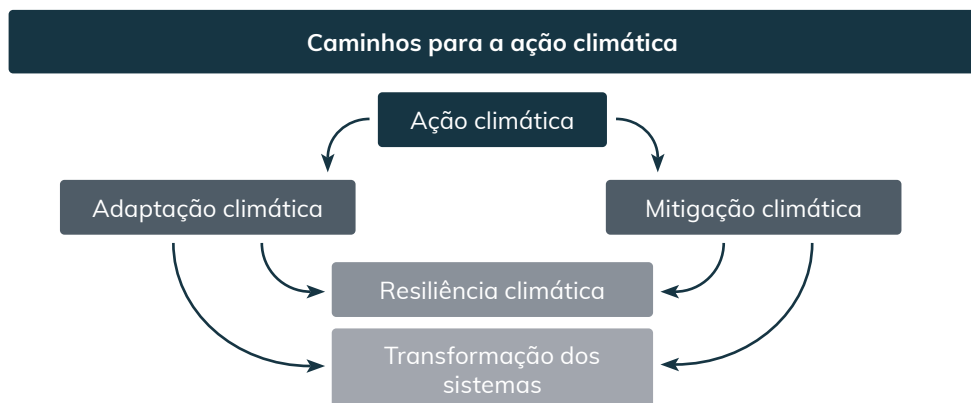 Caminhos para a ação climática
Ação climática
Adaptação climática
Mitigação climática
Resiliência climática
Transformação dos
sistemas